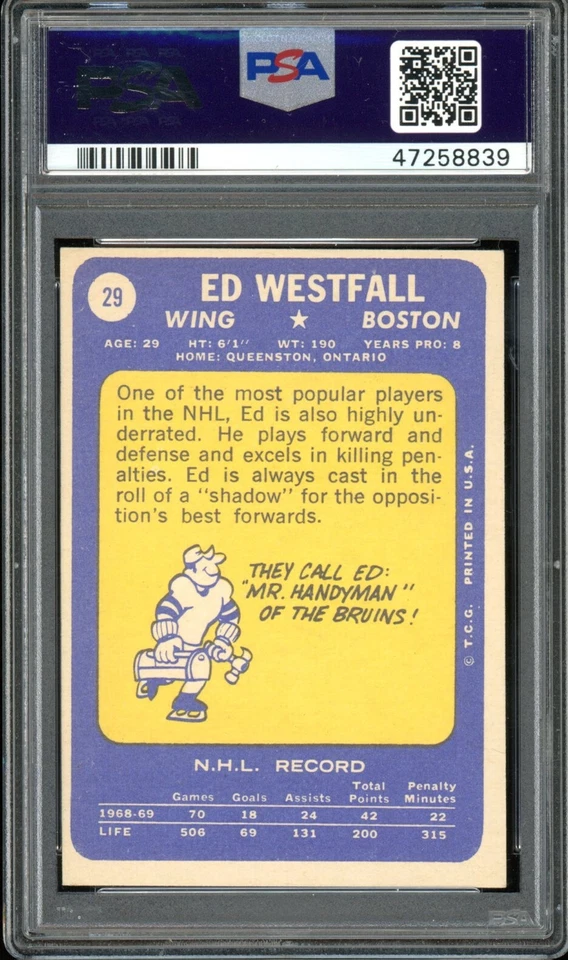 PSA
47258839
29
ED WESTFALL
WING ★ BOSTON
AGE: 29 HT: 6'1" WT: 190 YEARS PRO: 8
HOME: QUEENSTON, ONTARIO
One of the most popular players
in the NHL, Ed is also highly un-
derrated. He plays forward and
defense and excels in killing pen-
alties. Ed is always cast in the
roll of a "shadow" for the opposi-
tion's best forwards.
THEY CALL ED:
"MR. HANDYMAN"
OF THE BRUINS!
© T.C.G. PRINTED IN U.S.A.
N.H.L. RECORD
Games Goals Assists Total Points Penalty Minutes
1968-69 70 18 24 42 22
LIFE 506 69 131 200 315
PSA